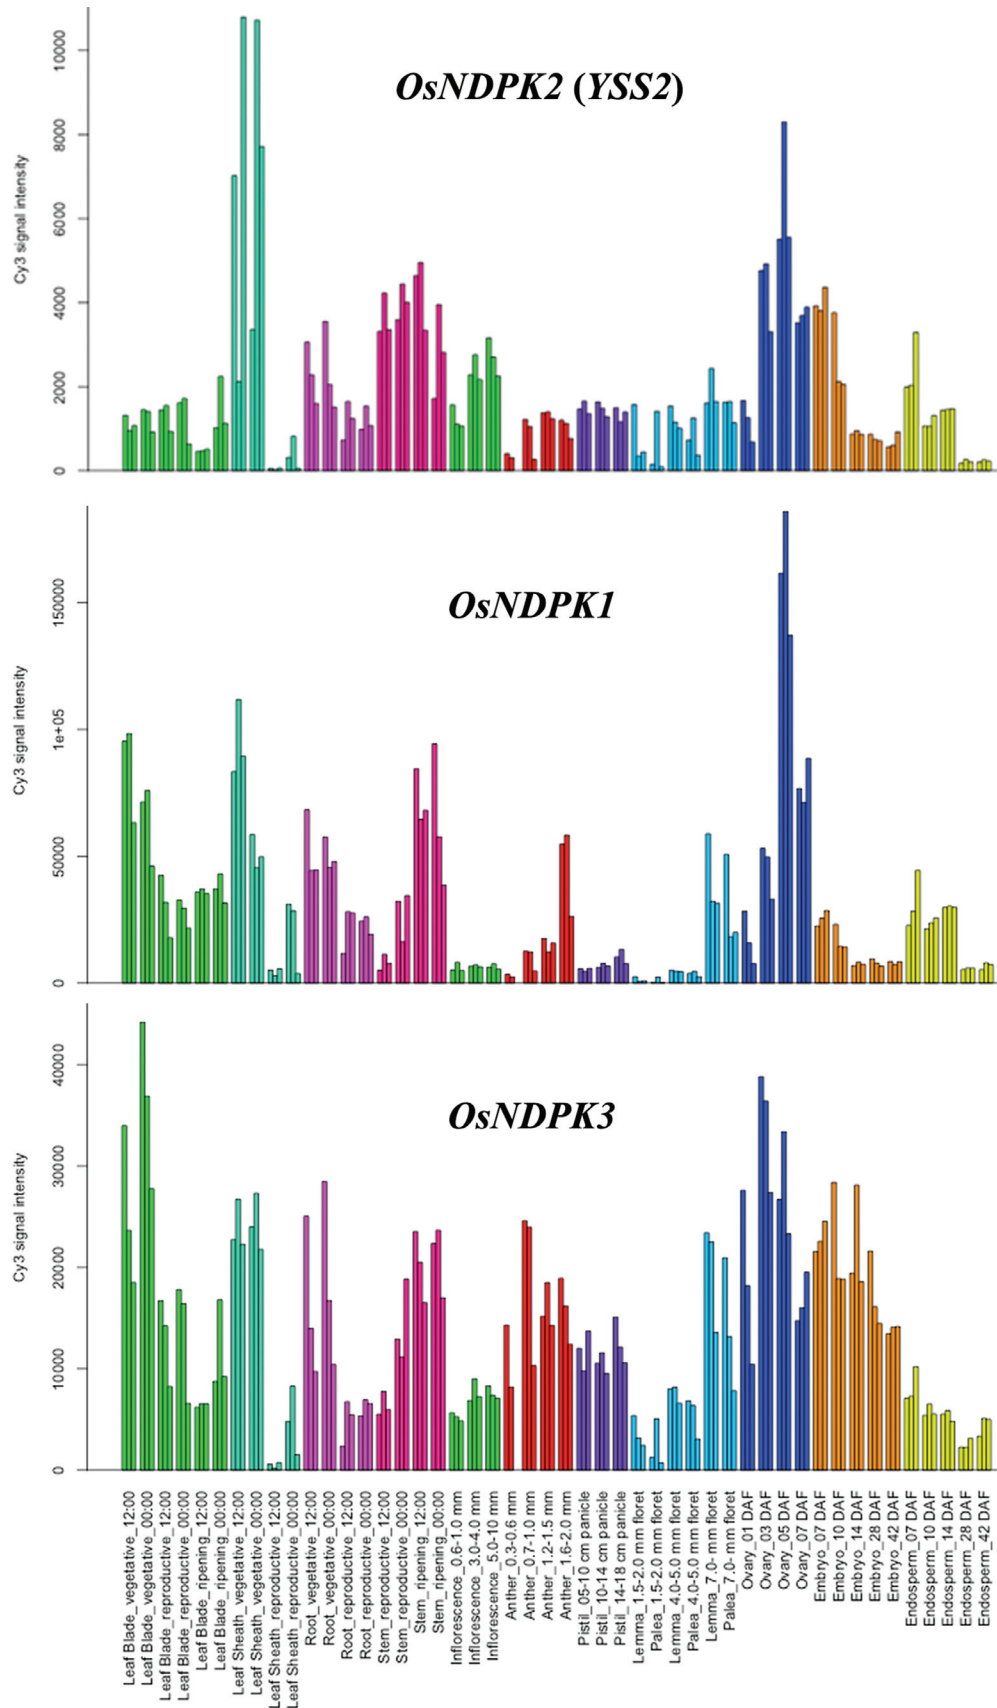 OsNDPK2 (YSS2)
Cy3 signal intensity
10000
8000
6000
4000
2000
0
OsNDPK1
Cy3 signal intensity
150000
1e+05
50000
0
OsNDPK3
Cy3 signal intensity
40000
30000
20000
10000
0
Leaf Blade_vegetative_12:00
Leaf Blade_vegetative_00:00
Leaf Blade_reproductive_12:00
Leaf Blade_reproductive_00:00
Leaf Blade_ripening_12:00
Leaf Blade_ripening_00:00
Leaf Sheath_vegetative_12:00
Leaf Sheath_vegetative_00:00
Leaf Sheath_reproductive_12:00
Leaf Sheath_reproductive_00:00
Root_vegetative_12:00
Root_vegetative_00:00
Root_reproductive_12:00
Root_reproductive_00:00
Stem_reproductive_12:00
Stem_reproductive_00:00
Stem_ripening_12:00
Stem_ripening_00:00
Inflorescence_0.6-1.0 mm
Inflorescence_3.0-4.0 mm
Inflorescence_5.0-10 mm
Anther_0.3-0.6 mm
Anther_0.7-1.0 mm
Anther_1.2-1.5 mm
Anther_1.6-2.0 mm
Pistil_05-10 cm panicle
Pistil_10-14 cm panicle
Pistil_14-18 cm panicle
Lemma_1.5-2.0 mm floret
Palea_1.5-2.0 mm floret
Lemma_4.0-5.0 mm floret
Palea_4.0-5.0 mm floret
Lemma_7.0- mm floret
Palea_7.0- mm floret
Ovary_01 DAF
Ovary_03 DAF
Ovary_05 DAF
Ovary_07 DAF
Embryo_07 DAF
Embryo_10 DAF
Embryo_14 DAF
Embryo_28 DAF
Embryo_42 DAF
Endosperm_07 DAF
Endosperm_10 DAF
Endosperm_14 DAF
Endosperm_28 DAF
Endosperm_42 DAF